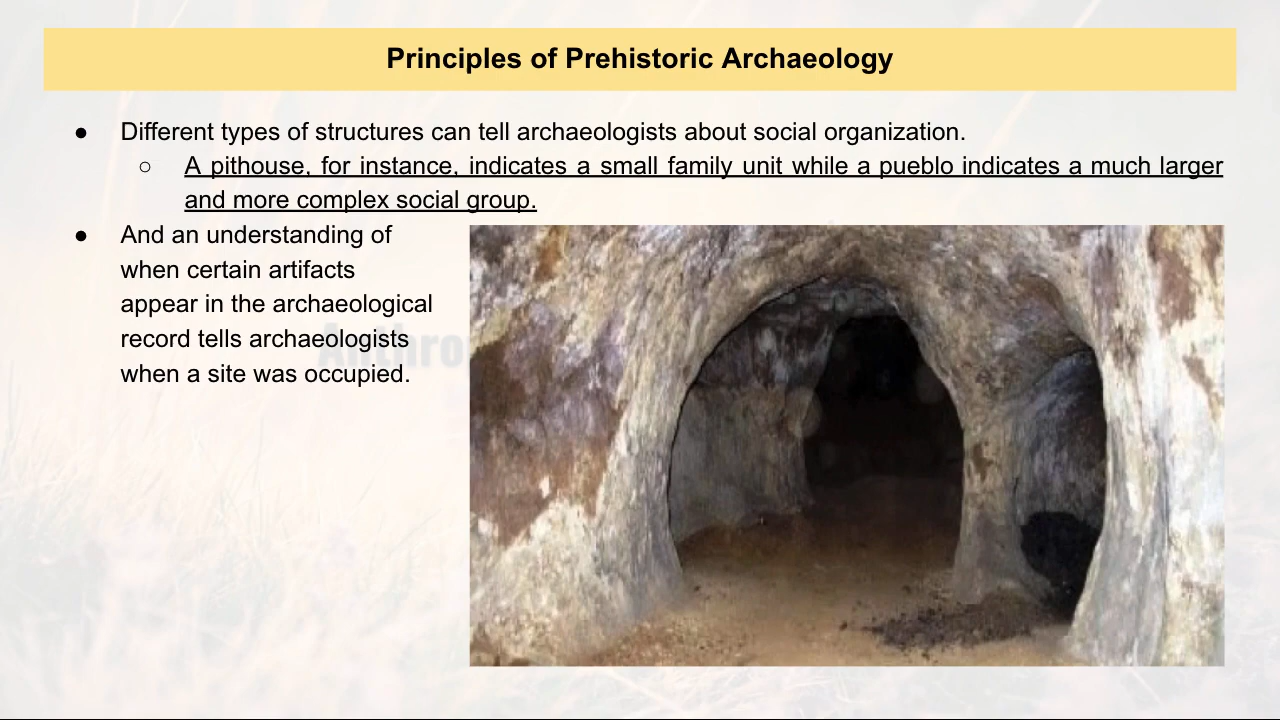 Principles of Prehistoric Archaeology
● Different types of structures can tell archaeologists about social organization.
○ A pithouse, for instance, indicates a small family unit while a pueblo indicates a much larger
and more complex social group.
● And an understanding of
when certain artifacts
appear in the archaeological
record tells archaeologists
when a site was occupied.